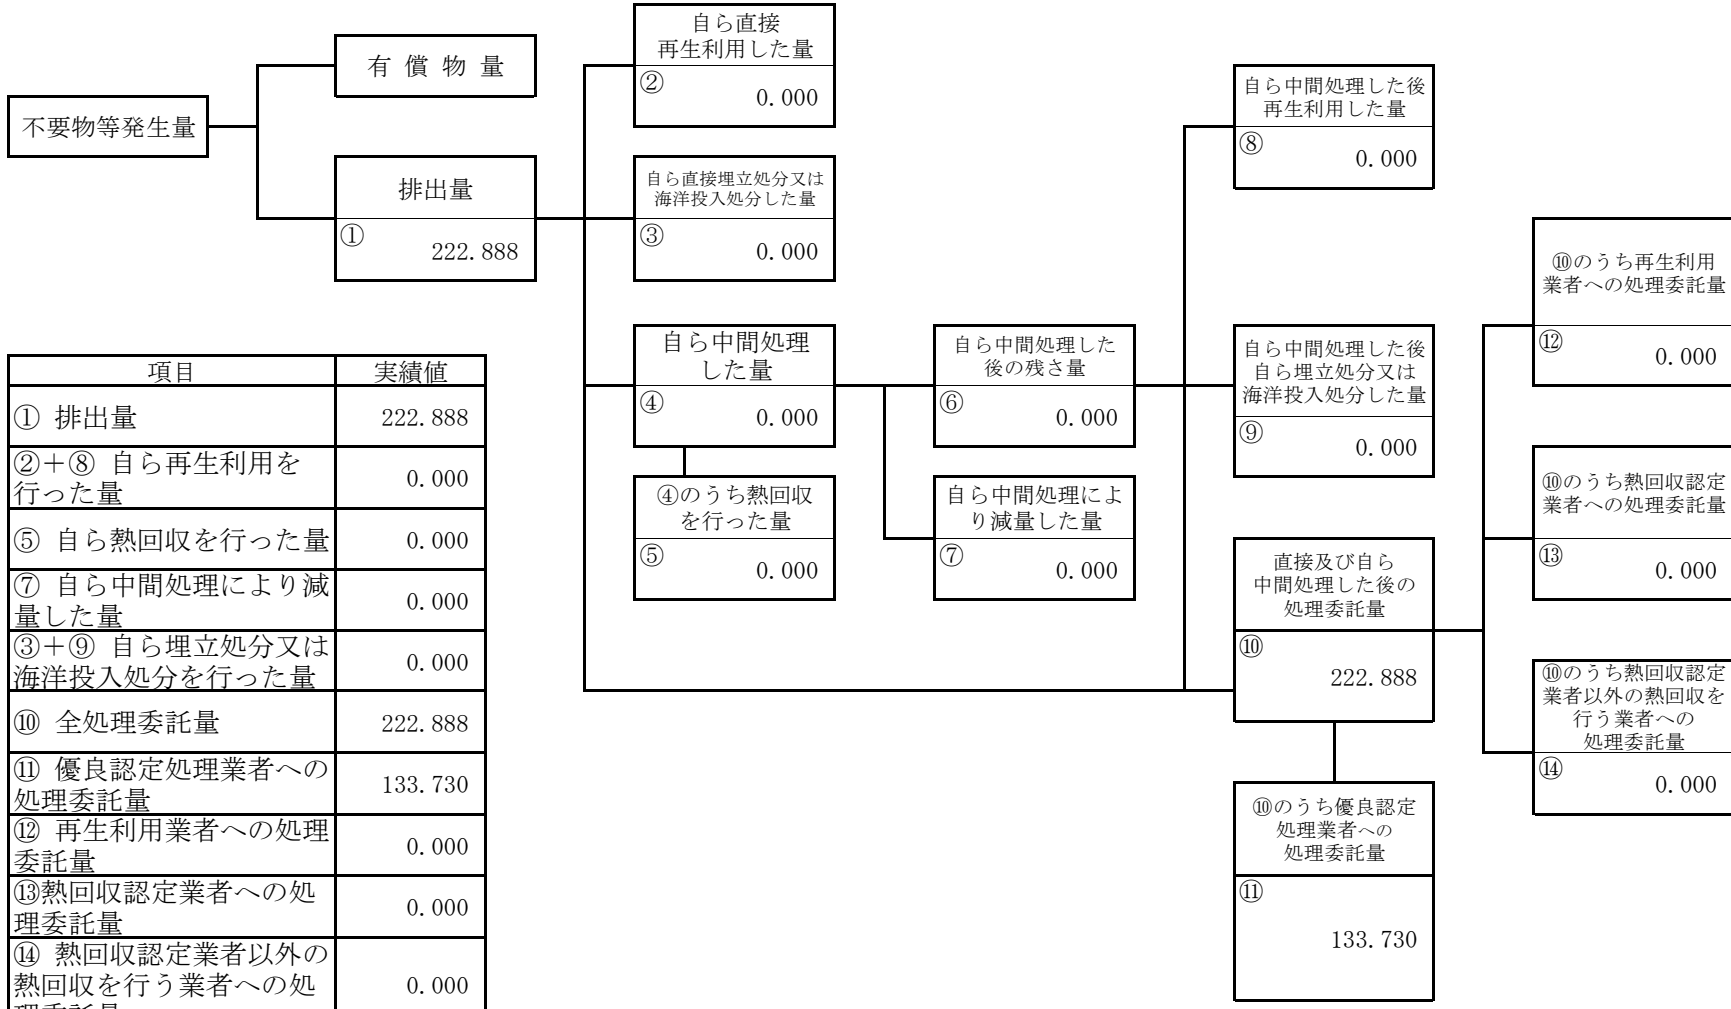 不要物等発生量
有 償 物 量
排出量
①
222.888
自ら直接
再生利用した量
②
0.000
自ら直接埋立処分又は
海洋投入処分した量
③
0.000
自ら中間処理
した量
④
0.000
④のうち熱回収
を行った量
⑤
0.000
自ら中間処理した
後の残さ量
⑥
0.000
自ら中間処理によ
り減量した量
⑦
0.000
自ら中間処理した後
再生利用した量
⑧
0.000
自ら中間処理した後
自ら埋立処分又は
海洋投入処分した量
⑨
0.000
直接及び自ら
中間処理した後の
処理委託量
⑩
222.888
⑩のうち優良認定
処理業者への
処理委託量
⑪
133.730
⑩のうち再生利用
業者への処理委託量
⑫
0.000
⑩のうち熱回収認定
業者への処理委託量
⑬
0.000
⑩のうち熱回収認定
業者以外の熱回収を
行う業者への
処理委託量
⑭
0.000
項目 実績値
① 排出量 222.888
②＋⑧ 自ら再生利用を
行った量 0.000
⑤ 自ら熱回収を行った量 0.000
⑦ 自ら中間処理により減
量した量 0.000
③＋⑨ 自ら埋立処分又は
海洋投入処分を行った量 0.000
⑩ 全処理委託量 222.888
⑪ 優良認定処理業者への
処理委託量 133.730
⑫ 再生利用業者への処理
委託量 0.000
⑬熱回収認定業者への処
理委託量 0.000
⑭ 熱回収認定業者以外の
熱回収を行う業者への処 0.000